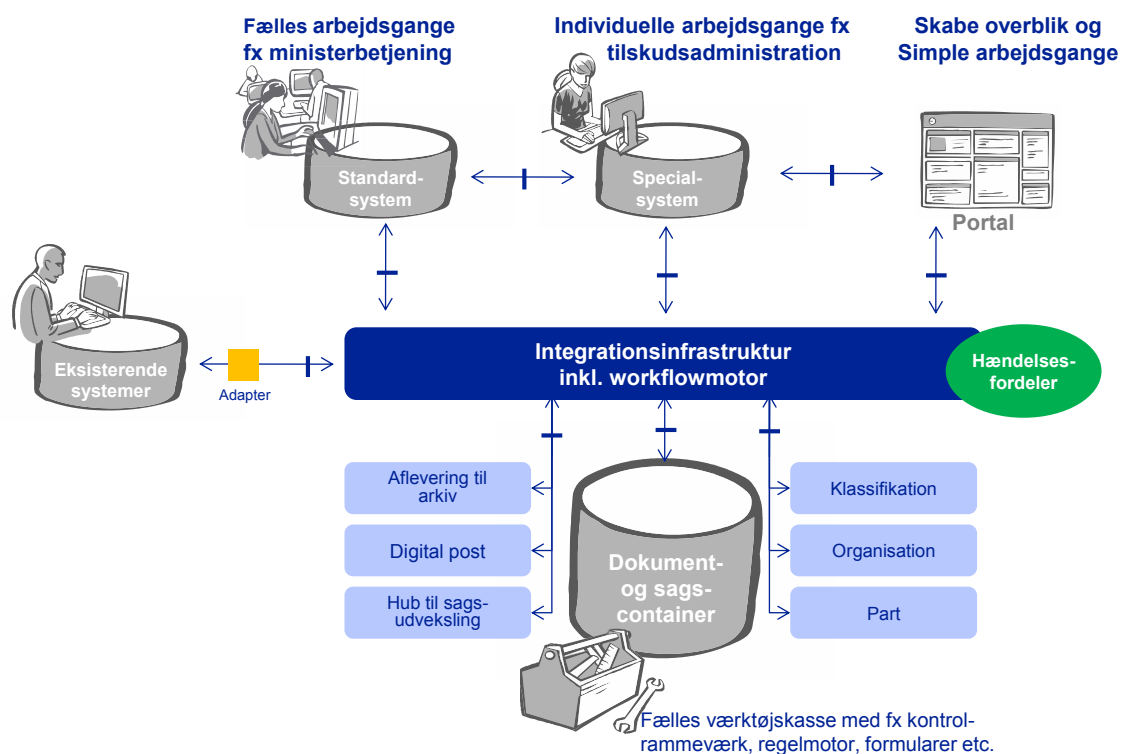 Fælles arbejdsgange
fx ministerbetjening
Individuelle arbejdsgange fx
tilskudsadministration
Skabe overblik og
Simple arbejdsgange
Standard-
system
Special-
system
Portal
Eksisterende
systemer
Adapter
Integrationsinfrastruktur
inkl. workflowmotor
Hændelses-
fordeler
Aflevering til
arkiv
Digital post
Hub til sags-
udveksling
Dokument-
og sags-
container
Klassifikation
Organisation
Part
Fælles værktøjskasse med fx kontrol-
rammeværk, regelmotor, formularer etc.